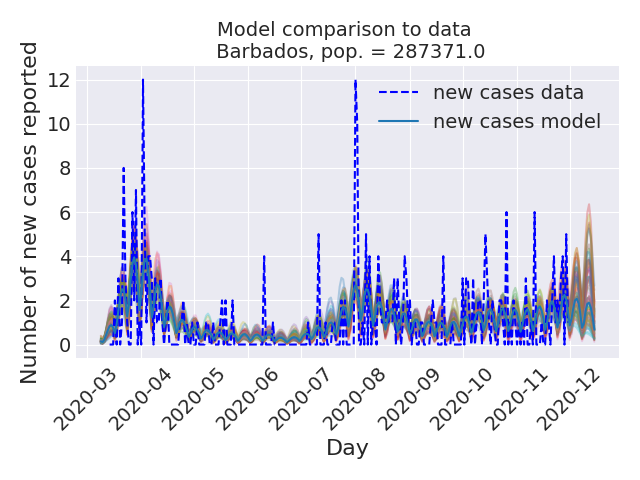 Model comparison to data
Barbados, pop. = 287371.0
Number of new cases reported
12
10
8
6
4
2
0
new cases data
new cases model
2020-03
2020-04
2020-05
2020-06
2020-07
2020-08
2020-09
2020-10
2020-11
2020-12
Day